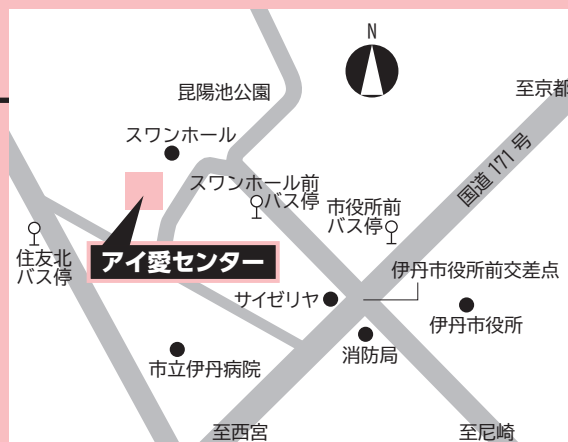 N
昆陽池公園
至京都
スワンホール
国道171号
スワンホール前
バス停
市役所前
バス停
住友北
バス停
アイ愛センター
伊丹市役所前交差点
サイゼリヤ
伊丹市役所
消防局
市立伊丹病院
至西宮
至尼崎